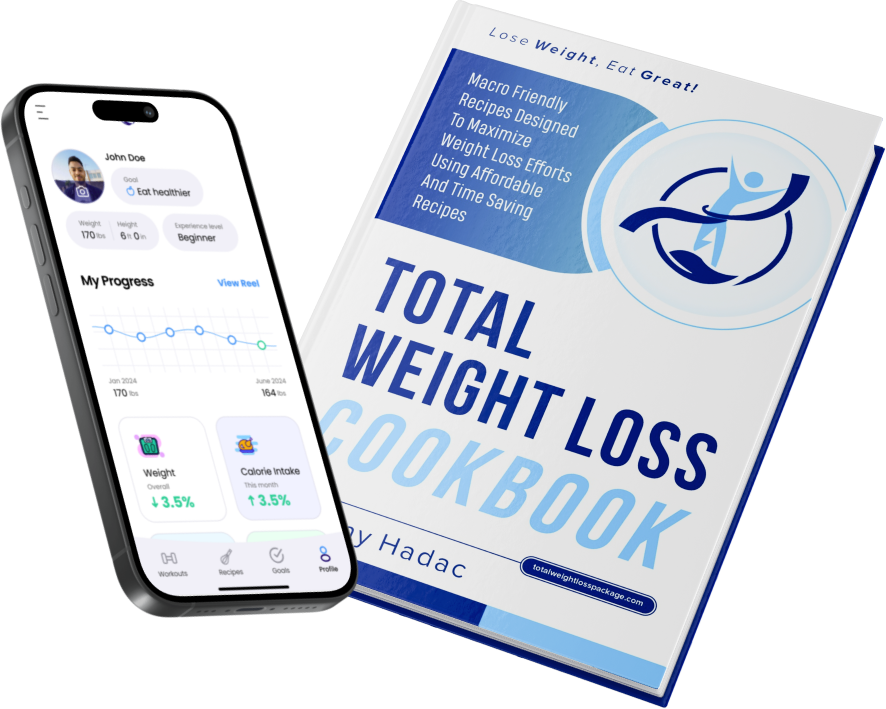 John Doe
Goal
Eat healthier
Weight
170 lbs
Height
6 ft 0 in
Experience level
Beginner
My Progress
View Reel
Jan 2024
170 lbs
June 2024
164 lbs
Weight
Overall
↓ 3.5%
Calorie Intake
This month
↑ 3.5%
Workouts
Recipes
Goals
Profile
Lose Weight, Eat Great!
Macro Friendly
Recipes Designed
To Maximize
Weight Loss Efforts
Using Affordable
And Time Saving
Recipes
TOTAL
WEIGHT LOSS
COOKBOOK
Hadac
totalweightlosspackage.com